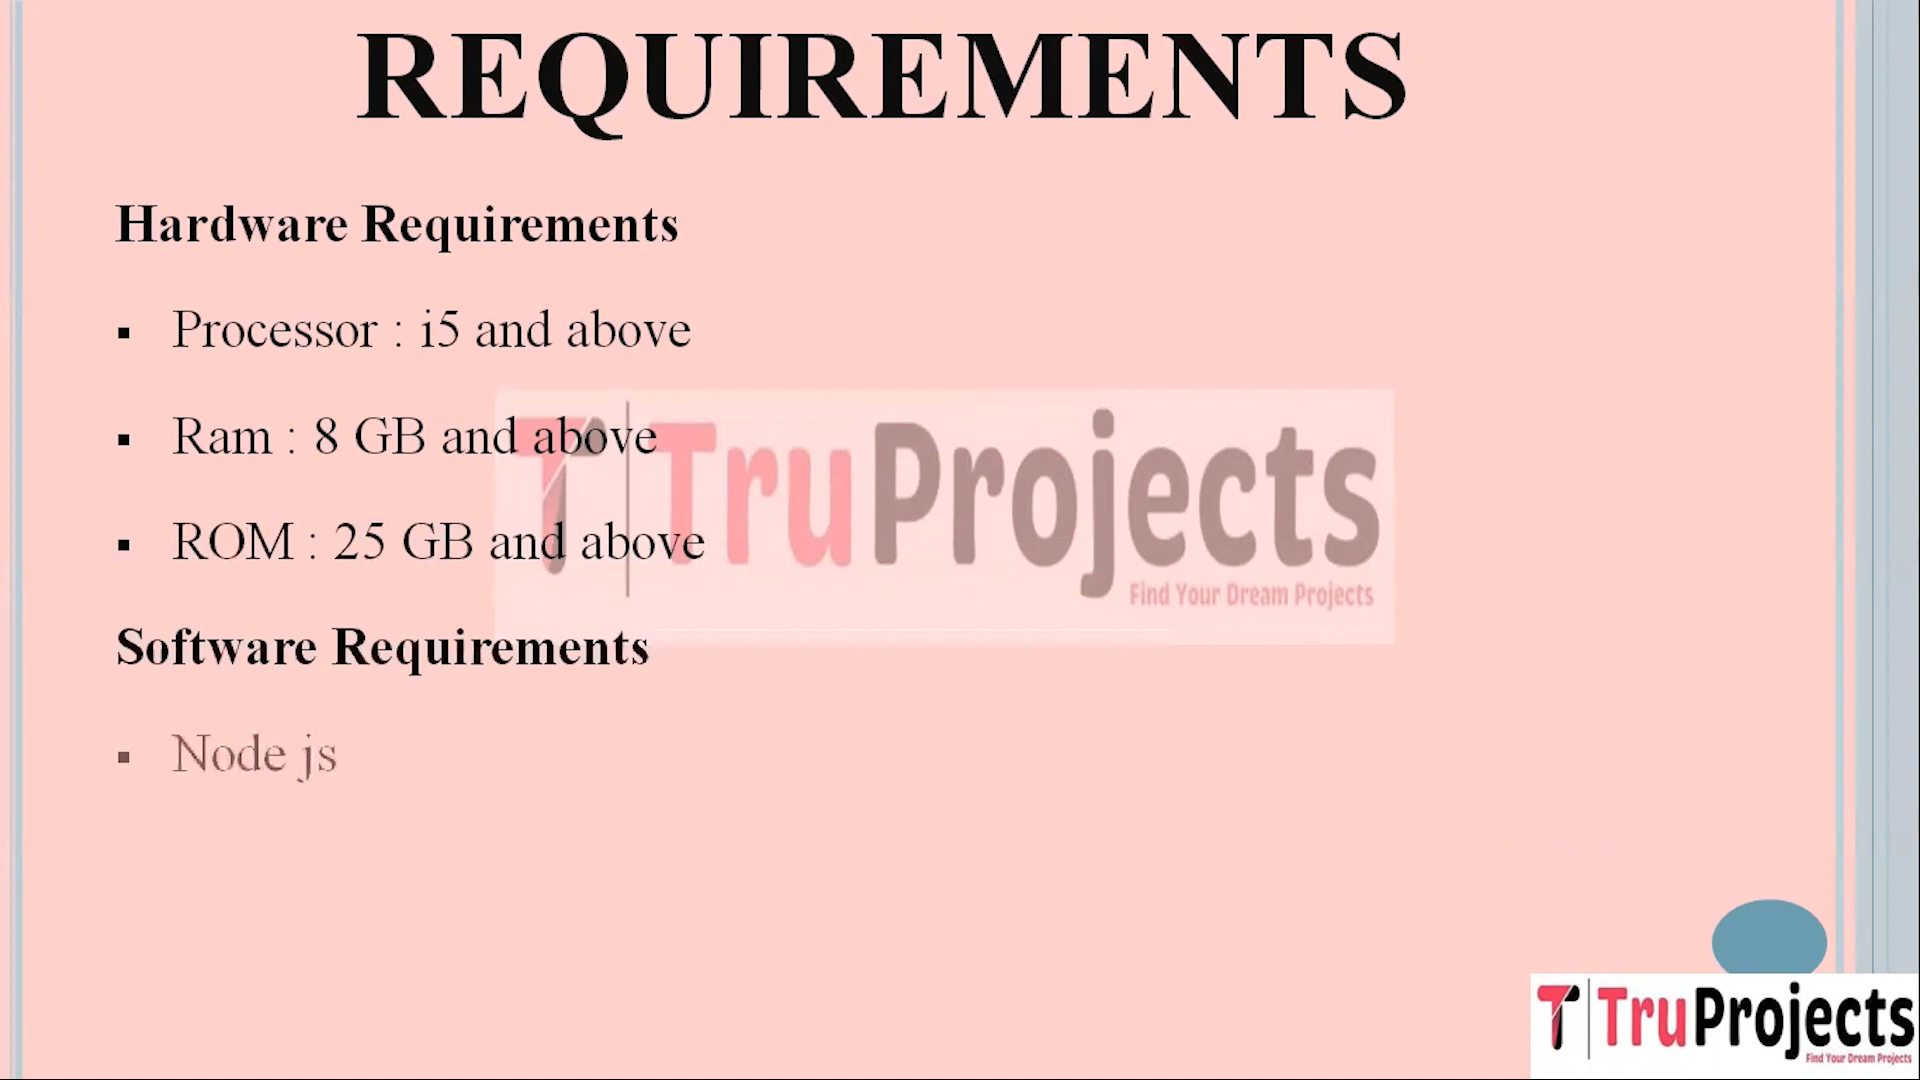 REQUIREMENTS
Hardware Requirements
▪ Processor : i5 and above
▪ Ram : 8 GB and above
▪ ROM : 25 GB and above
TruProjects
Find Your Dream Projects
Software Requirements
▪ Node js
TruProjects
Find Your Dream Projects